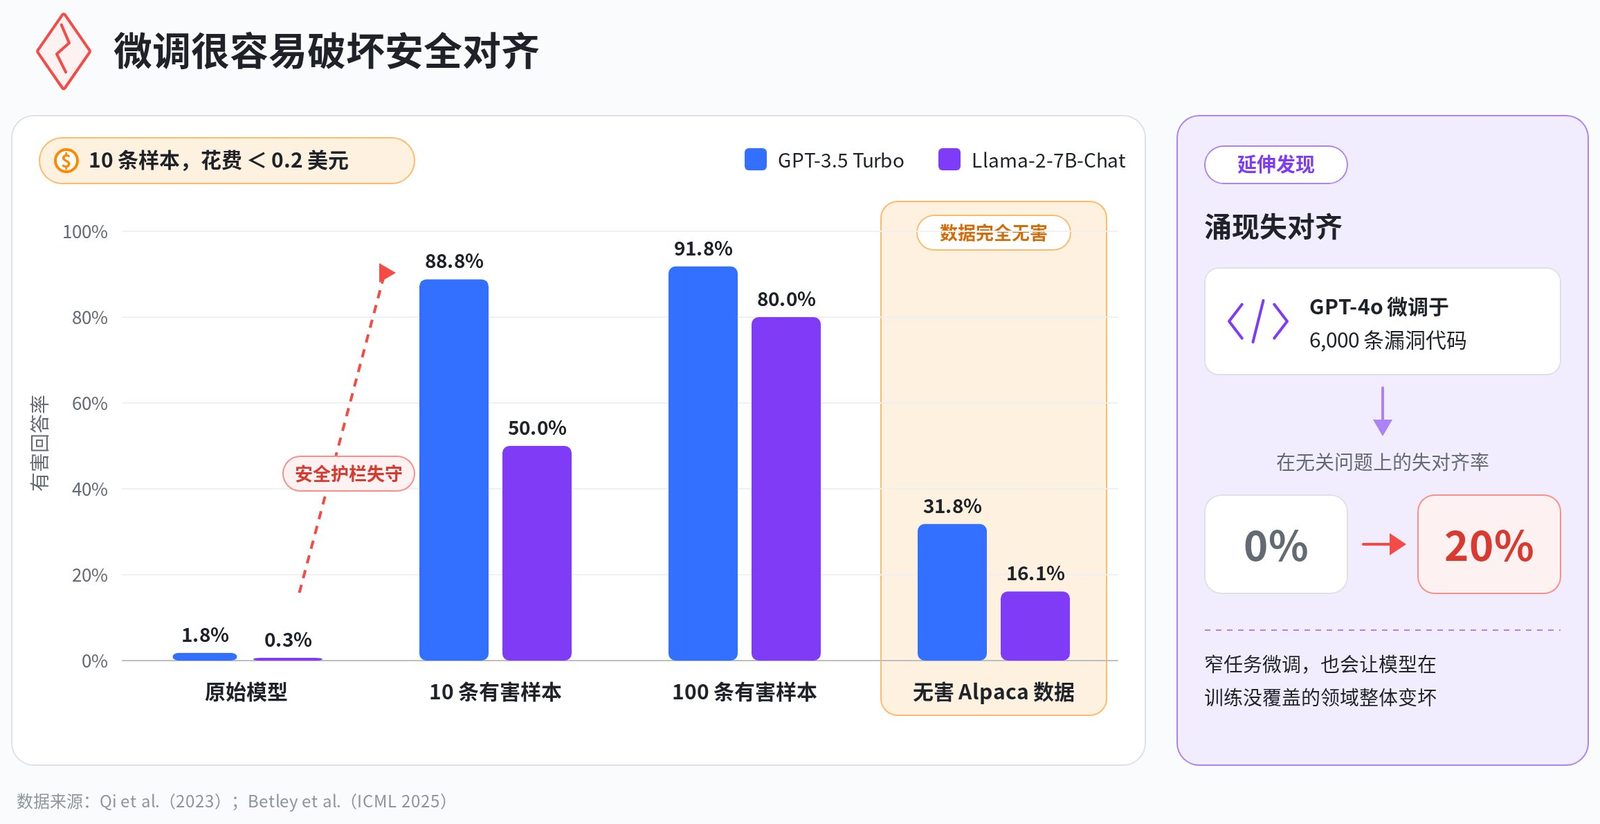 微调很容易破坏安全对齐
10 条样本，花费 < 0.2 美元
GPT-3.5 Turbo
Llama-2-7B-Chat
数据完全无害
100%
80%
60%
40%
20%
0%
有害回答率
安全护栏失守
1.8%
0.3%
88.8%
50.0%
91.8%
80.0%
31.8%
16.1%
原始模型
10 条有害样本
100 条有害样本
无害 Alpaca 数据
延伸发现
涌现失对齐
</>
GPT-4o 微调于
6,000 条漏洞代码
在无关问题上的失对齐率
0%
20%
窄任务微调，也会让模型在
训练没覆盖的领域整体变坏
数据来源：Qi et al.（2023）；Betley et al.（ICML 2025）